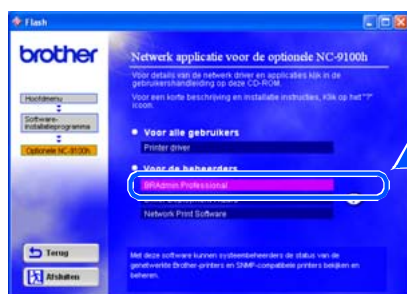 Flash
brother
Netwerk applicatie voor de optionele NC-9100h
Voor details van de netwerk driver en applicaties kijk in de
gebruikershandleiding op deze CD-ROM.
Voor een korte beschrijving en installatie instructies, klik op het "?"
icoon.
Hoofdmenu
Software-
installatieprogramma
Optionele NC-9100h
Voor alle gebruikers
Printer driver
Voor de beheerders
BRAdmin Professional
Network Print Software
Terug
Afsluiten
Met deze software kunnen systeembeheerders de status van de
genetwerkte Brother-printers en SNMP-compatibele printers bekijken en
beheren.